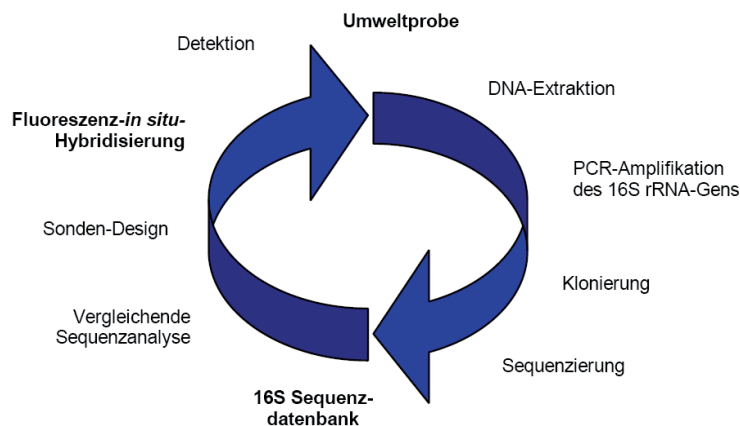 Umweltprobe
DNA-Extraktion
PCR-Amplifikation
des 16S rRNA-Gens
Klonierung
Sequenzierung
16S Sequenz-
datenbank
Vergleichende
Sequenzanalyse
Sonden-Design
Fluoreszenz-in situ-
Hybridisierung
Detektion